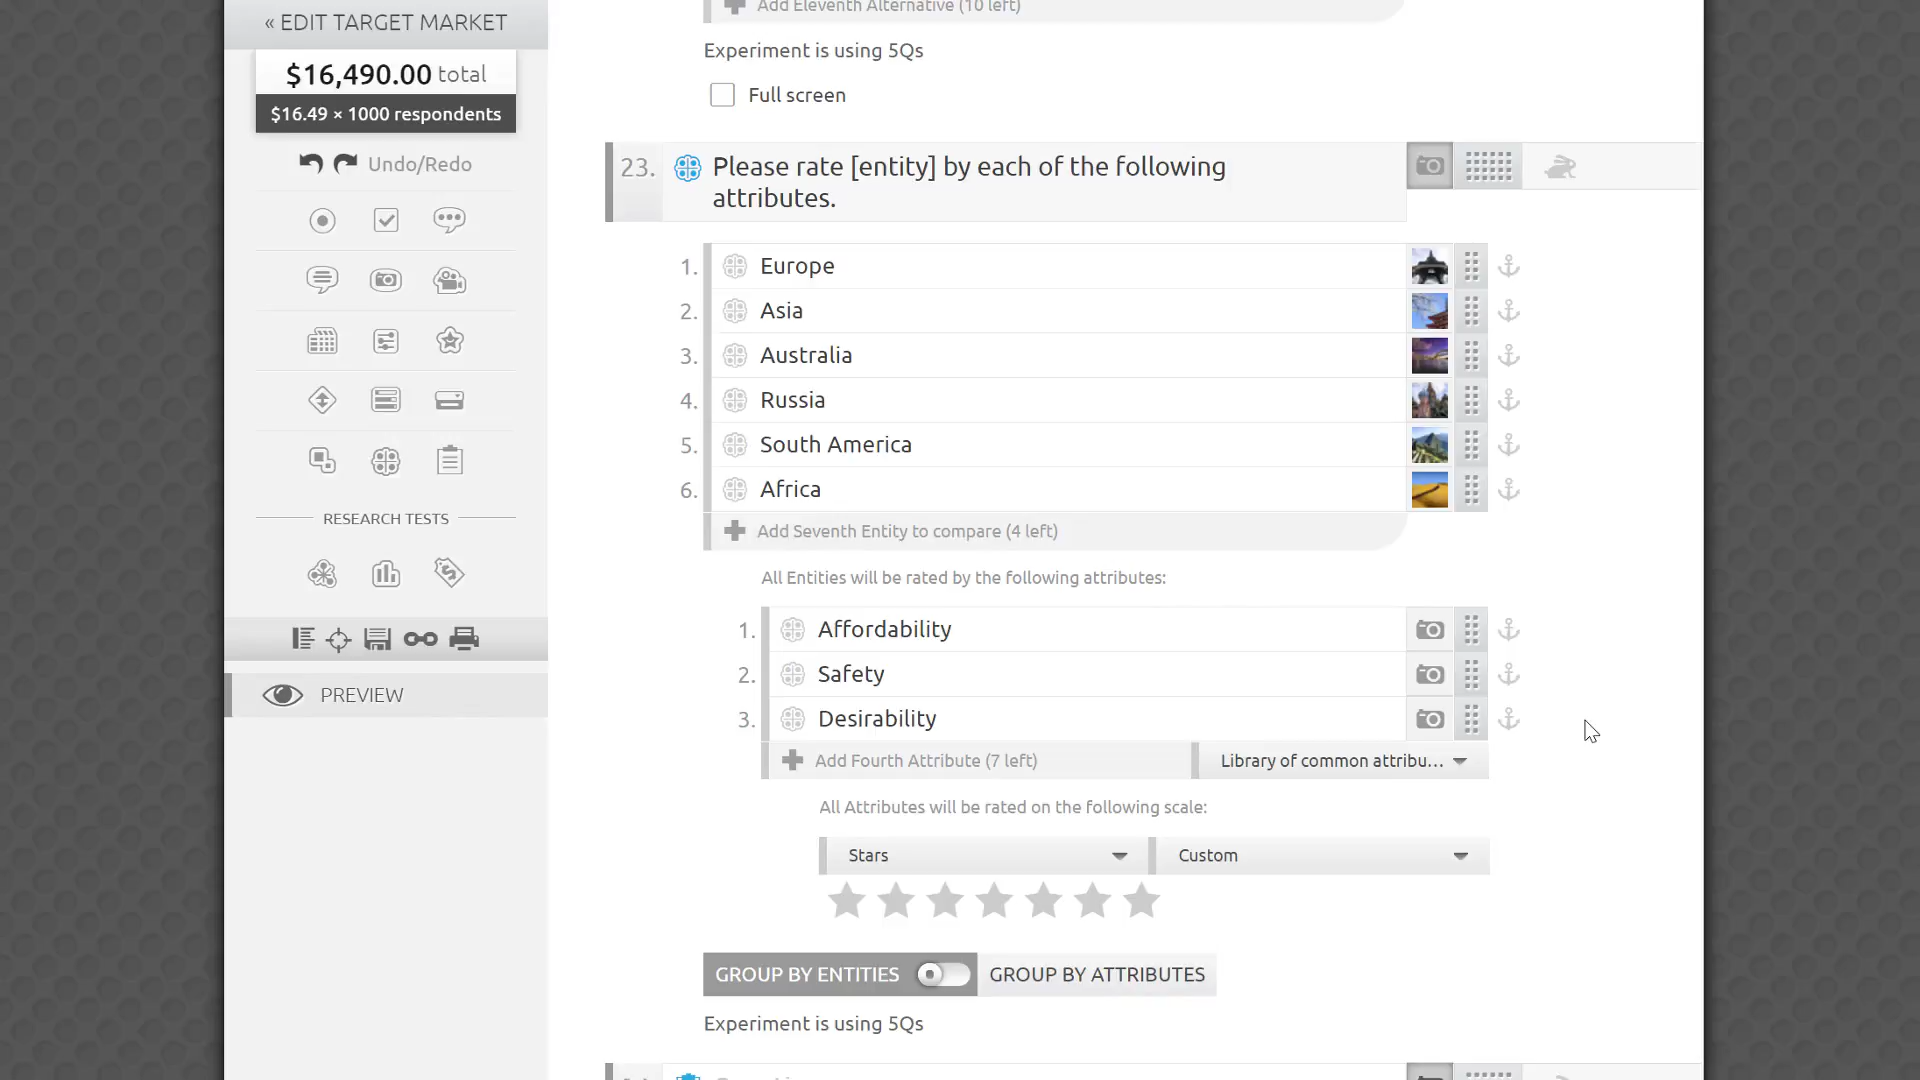 « EDIT TARGET MARKET
$16,490.00 total
$16.49 × 1000 respondents
Undo/Redo
RESEARCH TESTS
PREVIEW
Add Eleventh Alternative (10 left)
Experiment is using 5Qs
Full screen
23. Please rate [entity] by each of the following
attributes.
1. Europe
2. Asia
3. Australia
4. Russia
5. South America
6. Africa
Add Seventh Entity to compare (4 left)
All Entities will be rated by the following attributes:
1. Affordability
2. Safety
3. Desirability
Add Fourth Attribute (7 left)
Library of common attribu...
All Attributes will be rated on the following scale:
Stars
Custom
GROUP BY ENTITIES
GROUP BY ATTRIBUTES
Experiment is using 5Qs